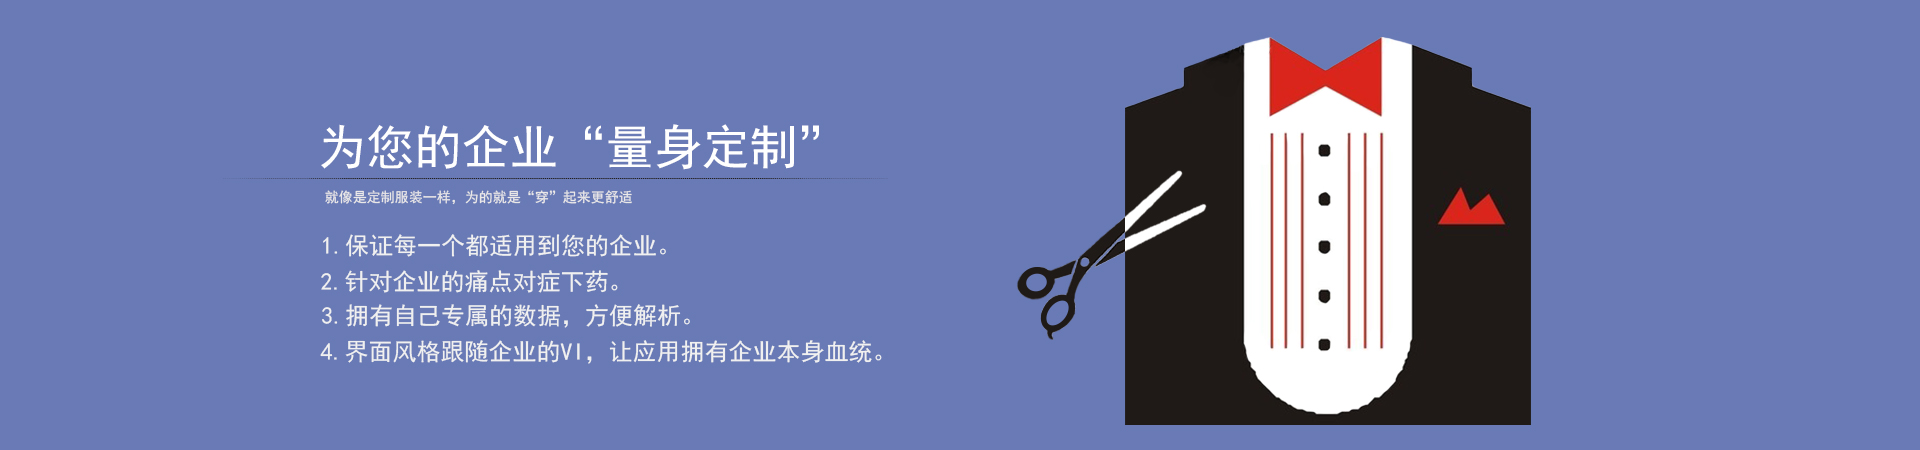 为您的企业“量身定制”
就像是定制服装一样，为的就是“穿”起来更舒适
1.保证每一个都适用到您的企业。
2.针对企业的痛点对症下药。
3.拥有自己专属的数据，方便解析。
4.界面风格跟随企业的VI，让应用拥有企业本身血统。